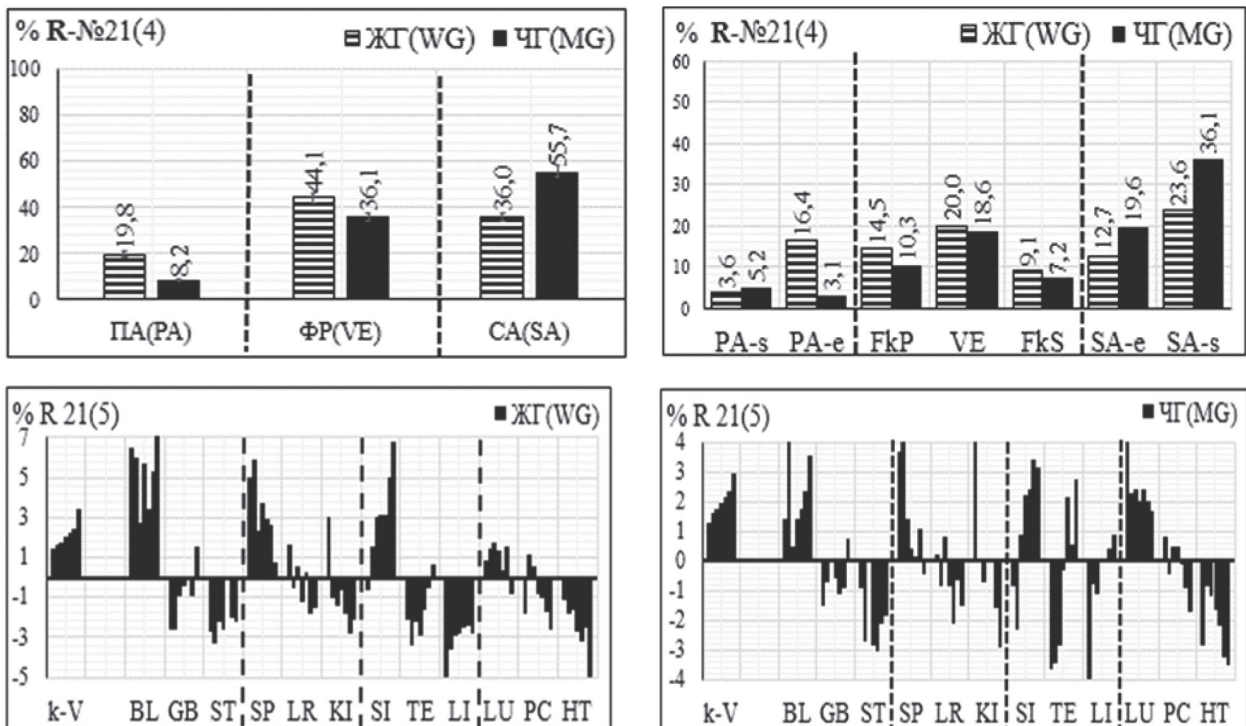 % R-№21(4) ЖГ(WG) ЧГ(MG)
100
80
60
40
20
0
19,8 8,2 44,1 36,1 36,0 55,7
ПА(PA) ФР(VE) СА(SA)
% R-№21(4) ЖГ(WG) ЧГ(MG)
60
50
40
30
20
10
0
3,6 5,2 16,4 3,1 14,5 10,3 20,0 18,6 9,1 7,2 12,7 19,6 23,6 36,1
PA-s PA-e FkP VE FkS SA-e SA-s
% R 21(5) ЖГ(WG)
7
5
3
1
-1
-3
-5
k-V BL GB ST SP LR KI SI TE LI LU PC HT
% R 21(5) ЧГ(MG)
4
3
2
1
0
-1
-2
-3
-4
k-V BL GB ST SP LR KI SI TE LI LU PC HT